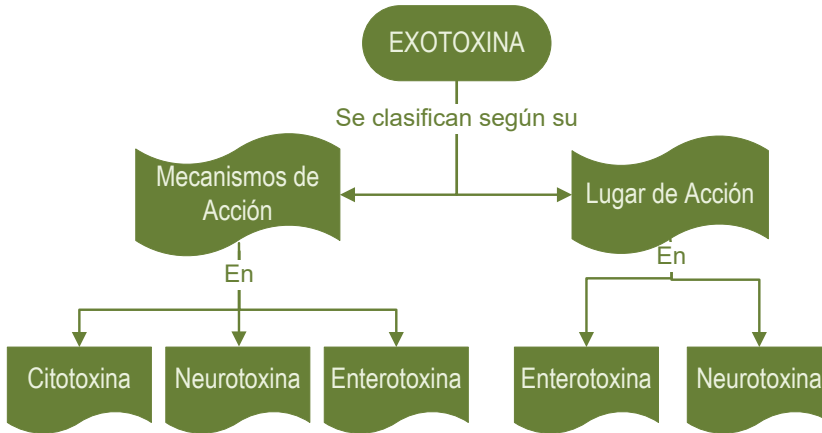 EXOTOXINA
Se clasifican según su
Mecanismos de
Acción
Lugar de Acción
En
En
Citotoxina
Neurotoxina
Enterotoxina
Enterotoxina
Neurotoxina